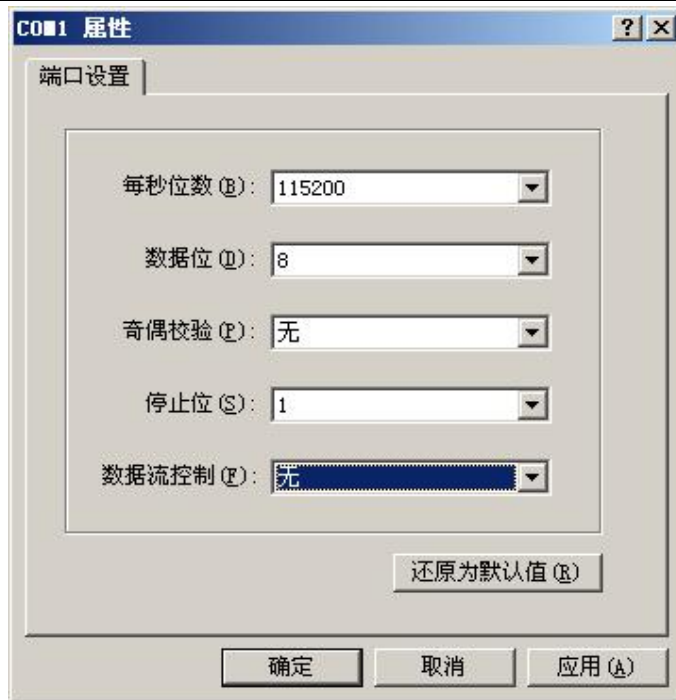 COM1 属性
端口设置
每秒位数(B): 115200
数据位(D): 8
奇偶校验(P): 无
停止位(S): 1
数据流控制(F): 无
还原为默认值(R)
确定 取消 应用(A)